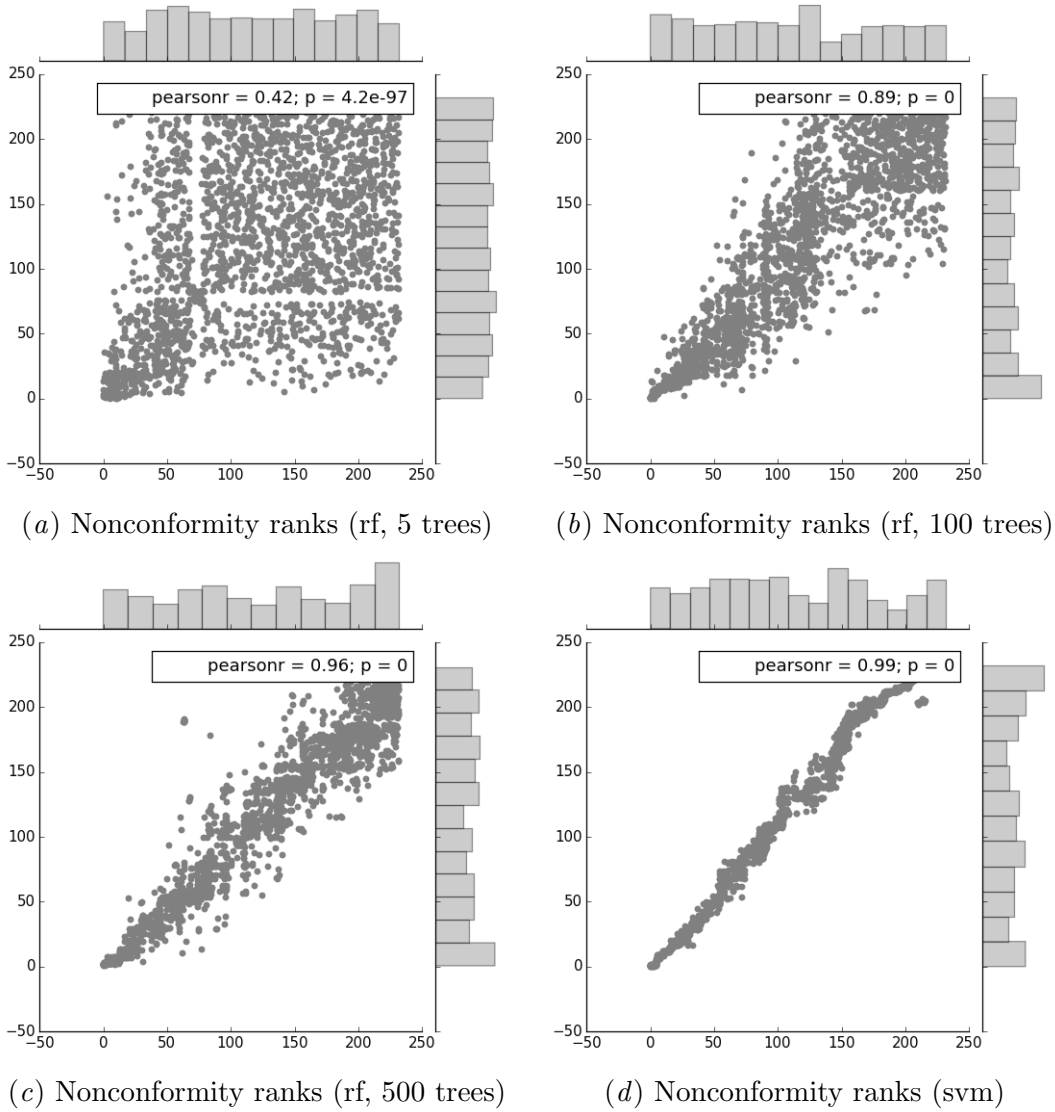 250
200
150
100
50
0
−50
−50 0 50 100 150 200 250
pearsonr = 0.42; p = 4.2e-97
(a) Nonconformity ranks (rf, 5 trees)
250
200
150
100
50
0
−50
−50 0 50 100 150 200 250
pearsonr = 0.89; p = 0
(b) Nonconformity ranks (rf, 100 trees)
250
200
150
100
50
0
−50
−50 0 50 100 150 200 250
pearsonr = 0.96; p = 0
(c) Nonconformity ranks (rf, 500 trees)
250
200
150
100
50
0
−50
−50 0 50 100 150 200 250
pearsonr = 0.99; p = 0
(d) Nonconformity ranks (svm)